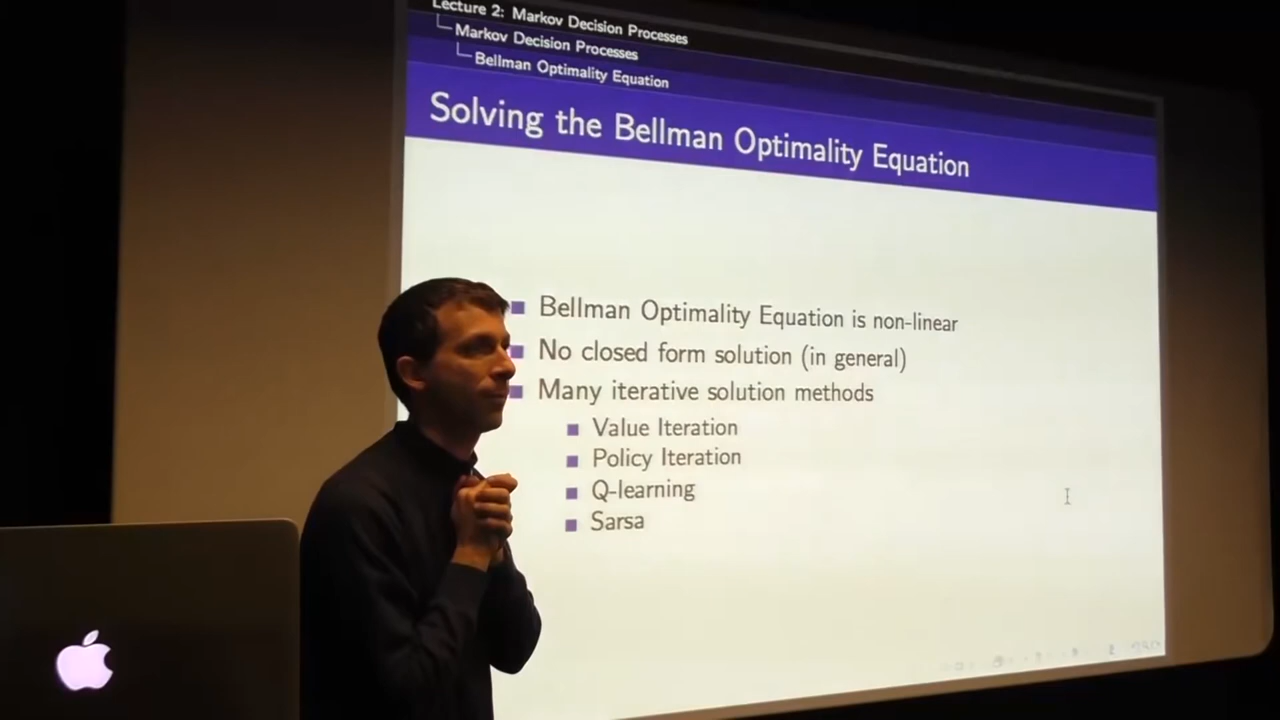 Lecture 2: Markov Decision Processes
Markov Decision Processes
Bellman Optimality Equation
Solving the Bellman Optimality Equation
Bellman Optimality Equation is non-linear
No closed form solution (in general)
Many iterative solution methods
Value Iteration
Policy Iteration
Q-learning
Sarsa